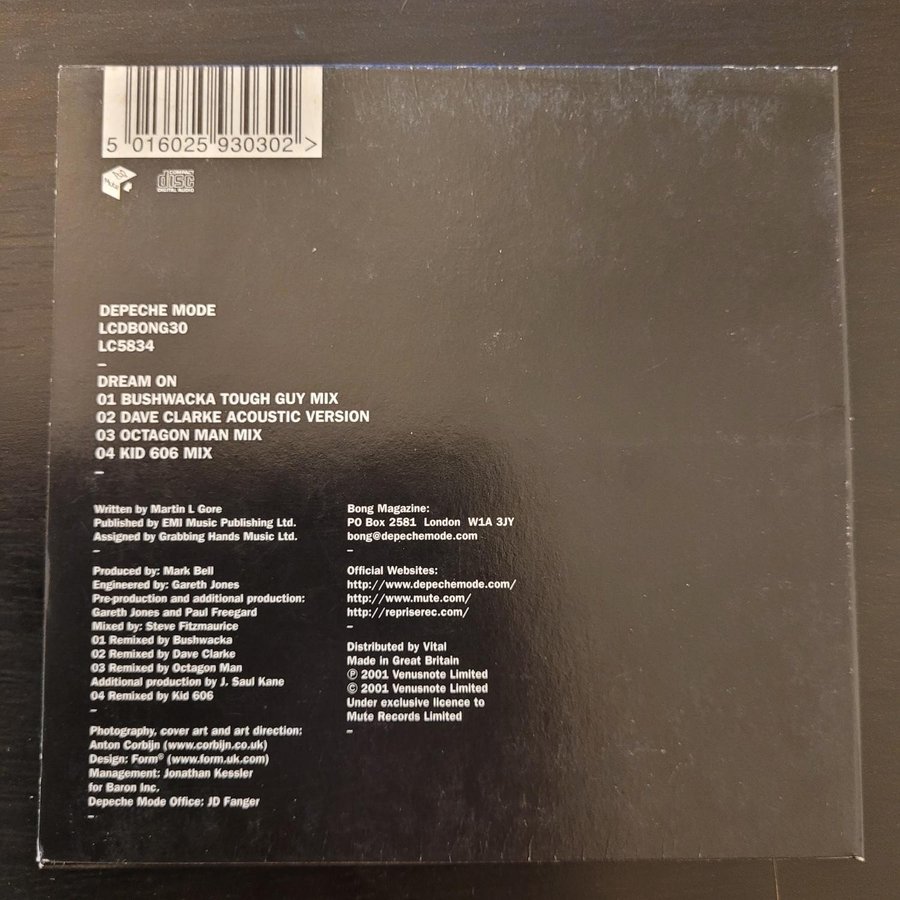 5 016025 930302 >
Mute
COMPACT
disc
DIGITAL AUDIO
DEPECHE MODE
LCDBONG30
LC5834
–
DREAM ON
01 BUSHWACKA TOUGH GUY MIX
02 DAVE CLARKE ACOUSTIC VERSION
03 OCTAGON MAN MIX
04 KID 606 MIX
–
Written by Martin L Gore
Published by EMI Music Publishing Ltd.
Assigned by Grabbing Hands Music Ltd.
–
Produced by: Mark Bell
Engineered by: Gareth Jones
Pre-production and additional production:
Gareth Jones and Paul Freegard
Mixed by: Steve Fitzmaurice
01 Remixed by Bushwacka
02 Remixed by Dave Clarke
03 Remixed by Octagon Man
Additional production by J. Saul Kane
04 Remixed by Kid 606
–
Photography, cover art and art direction:
Anton Corbijn (www.corbijn.co.uk)
Design: Form® (www.form.uk.com)
Management: Jonathan Kessler
for Baron Inc.
Depeche Mode Office: JD Fanger
–
Bong Magazine:
PO Box 2581 London W1A 3JY
bong@depechemode.com
–
Official Websites:
http://www.depechemode.com/
http://www.mute.com/
http://repriserec.com/
–
Distributed by Vital
Made in Great Britain
℗ 2001 Venusnote Limited
© 2001 Venusnote Limited
Under exclusive licence to
Mute Records Limited
–